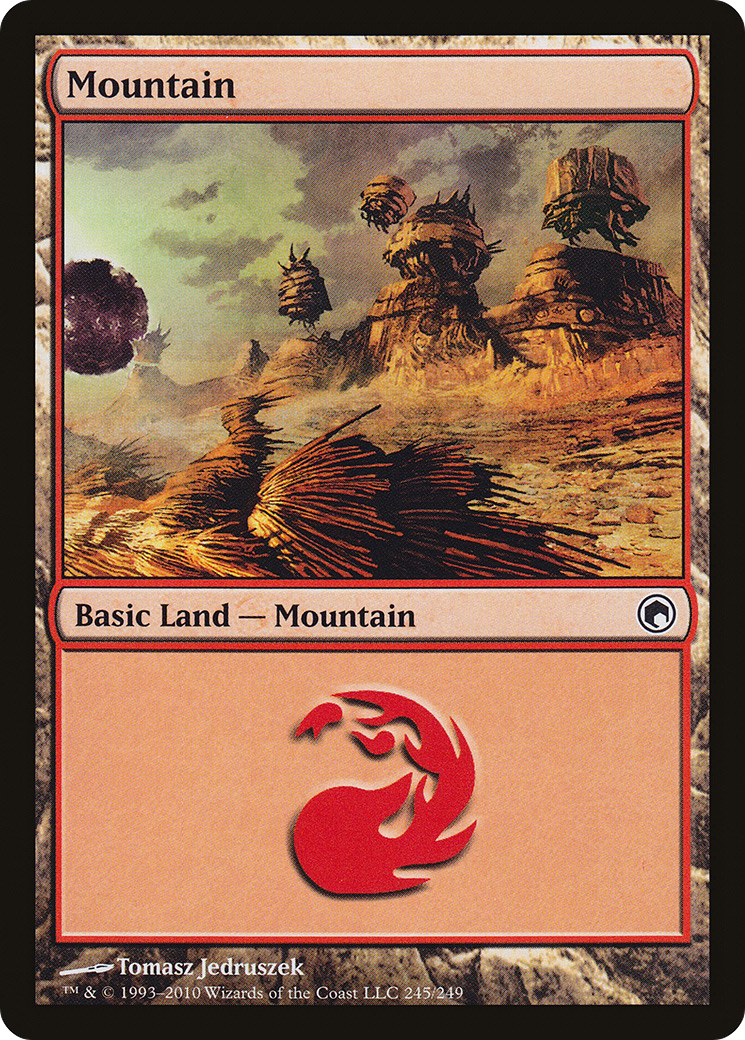 Mountain
Basic Land — Mountain
Tomasz Jedruszek
™ & © 1993–2010 Wizards of the Coast LLC 245/249